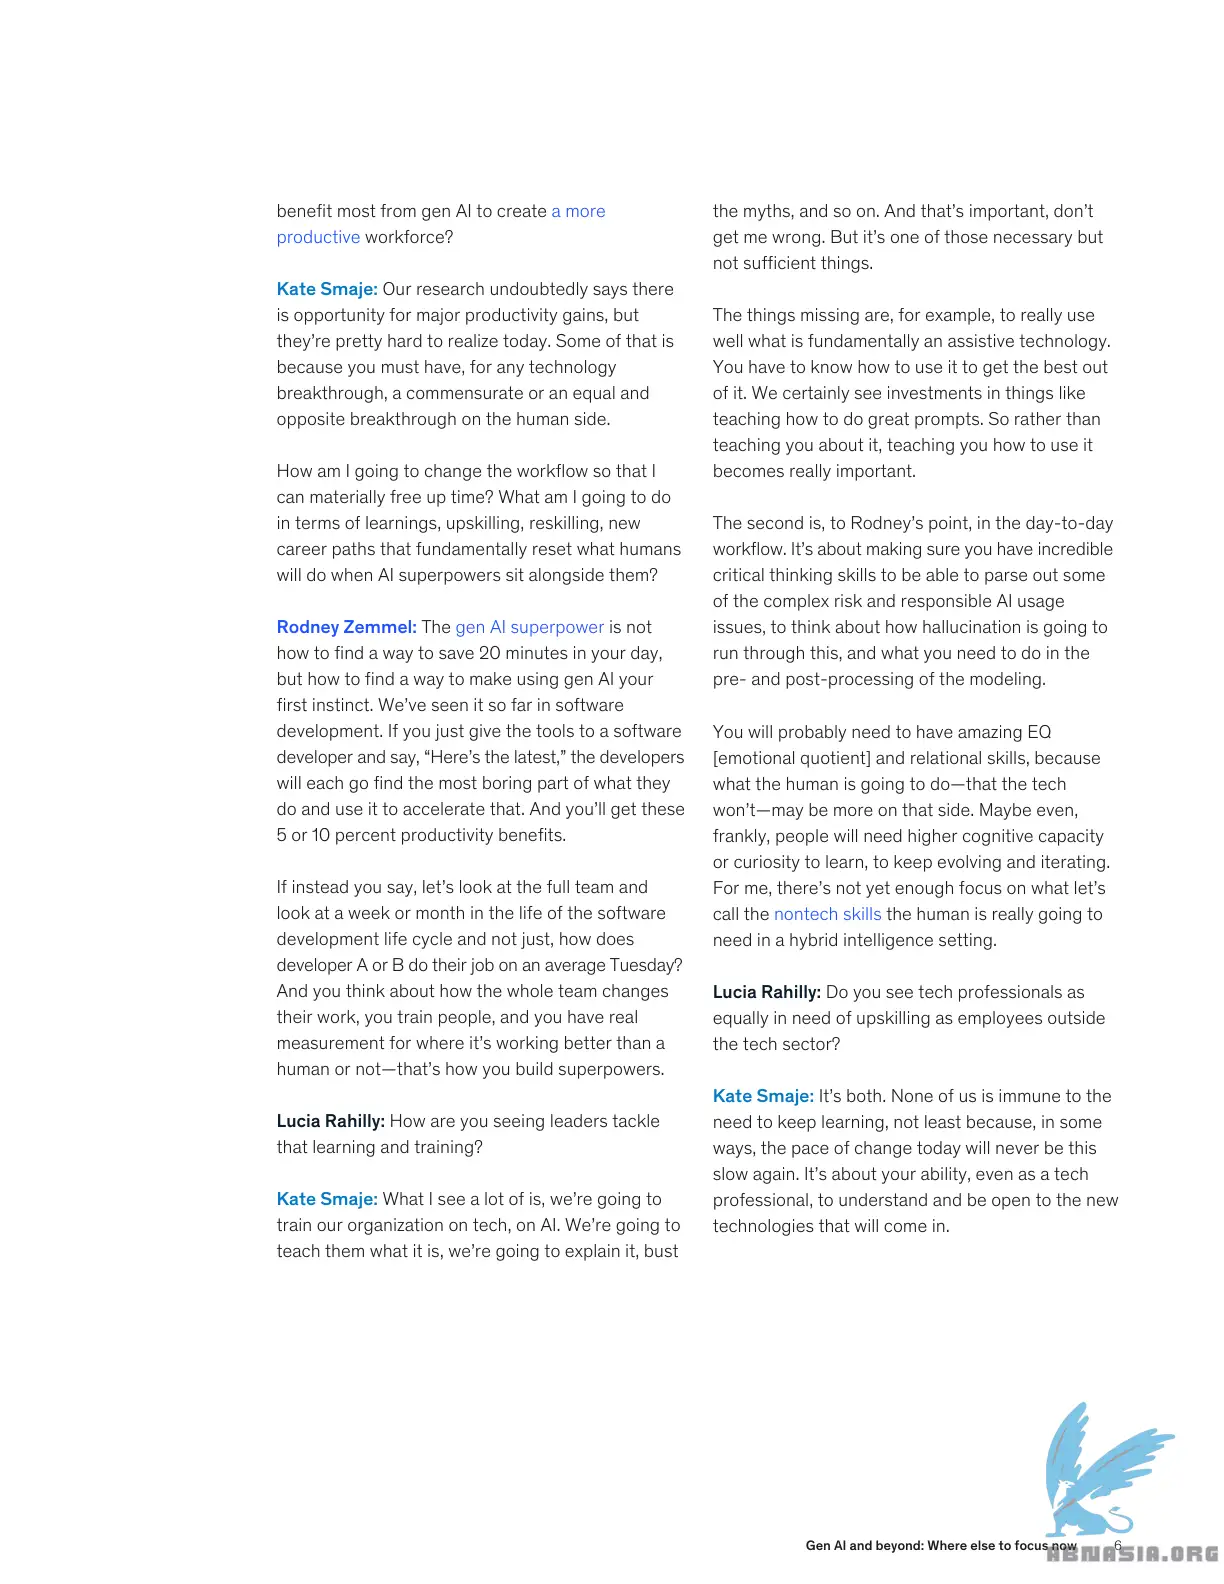 benefit most from gen AI to create a more
productive workforce?
Kate Smaje: Our research undoubtedly says there
is opportunity for major productivity gains, but
they’re pretty hard to realize today. Some of that is
because you must have, for any technology
breakthrough, a commensurate or an equal and
opposite breakthrough on the human side.
How am I going to change the workflow so that I
can materially free up time? What am I going to do
in terms of learnings, upskilling, reskilling, new
career paths that fundamentally reset what humans
will do when AI superpowers sit alongside them?
Rodney Zemmel: The gen AI superpower is not
how to find a way to save 20 minutes in your day,
but how to find a way to make using gen AI your
first instinct. We’ve seen it so far in software
development. If you just give the tools to a software
developer and say, “Here’s the latest,” the developers
will each go find the most boring part of what they
do and use it to accelerate that. And you’ll get these
5 or 10 percent productivity benefits.
If instead you say, let’s look at the full team and
look at a week or month in the life of the software
development life cycle and not just, how does
developer A or B do their job on an average Tuesday?
And you think about how the whole team changes
their work, you train people, and you have real
measurement for where it’s working better than a
human or not—that’s how you build superpowers.
Lucia Rahilly: How are you seeing leaders tackle
that learning and training?
Kate Smaje: What I see a lot of is, we’re going to
train our organization on tech, on AI. We’re going to
teach them what it is, we’re going to explain it, bust
the myths, and so on. And that’s important, don’t
get me wrong. But it’s one of those necessary but
not sufficient things.
The things missing are, for example, to really use
well what is fundamentally an assistive technology.
You have to know how to use it to get the best out
of it. We certainly see investments in things like
teaching how to do great prompts. So rather than
teaching you about it, teaching you how to use it
becomes really important.
The second is, to Rodney’s point, in the day-to-day
workflow. It’s about making sure you have incredible
critical thinking skills to be able to parse out some
of the complex risk and responsible AI usage
issues, to think about how hallucination is going to
run through this, and what you need to do in the
pre- and post-processing of the modeling.
You will probably need to have amazing EQ
[emotional quotient] and relational skills, because
what the human is going to do—that the tech
won’t—may be more on that side. Maybe even,
frankly, people will need higher cognitive capacity
or curiosity to learn, to keep evolving and iterating.
For me, there’s not yet enough focus on what let’s
call the nontech skills the human is really going to
need in a hybrid intelligence setting.
Lucia Rahilly: Do you see tech professionals as
equally in need of upskilling as employees outside
the tech sector?
Kate Smaje: It’s both. None of us is immune to the
need to keep learning, not least because, in some
ways, the pace of change today will never be this
slow again. It’s about your ability, even as a tech
professional, to understand and be open to the new
technologies that will come in.
Gen AI and beyond: Where else to focus now 6
ABNASIA.ORG